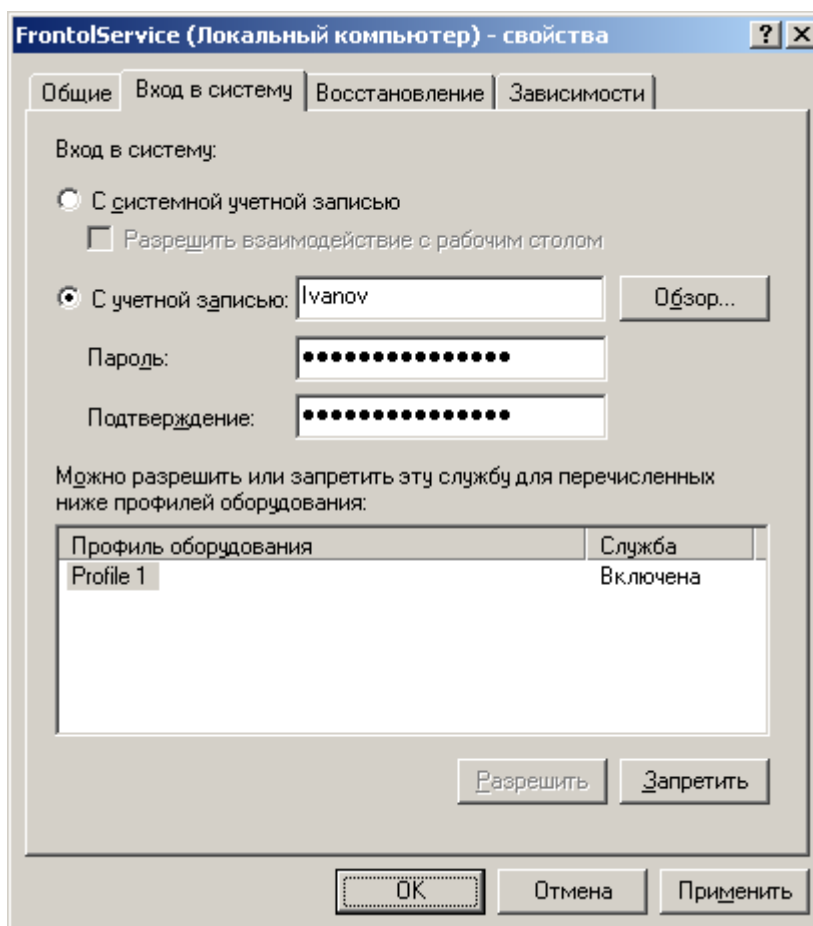 FrontolService (Локальный компьютер) - свойства
Общие Вход в систему Восстановление Зависимости
Вход в систему:
С системной учетной записью
Разрешить взаимодействие с рабочим столом
С учетной записью: Ivanov Обзор...
Пароль: ●●●●●●●●●●●●●●●
Подтверждение: ●●●●●●●●●●●●●●●
Можно разрешить или запретить эту службу для перечисленных
ниже профилей оборудования:
Профиль оборудования Служба
Profile 1 Включена
Разрешить Запретить
OK Отмена Применить